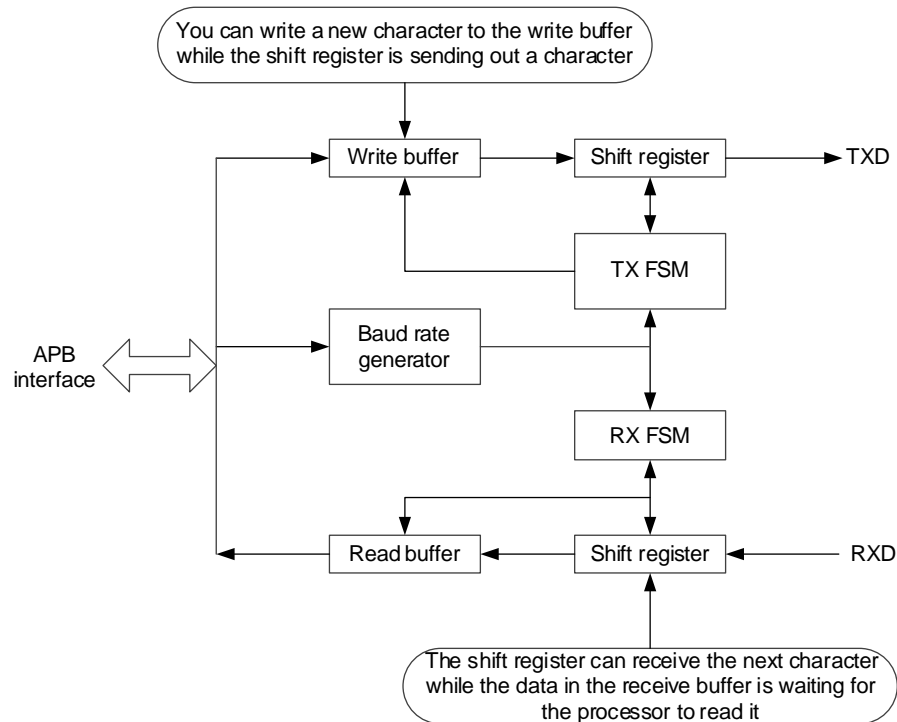 You can write a new character to the write buffer
while the shift register is sending out a character
Write buffer
Shift register
TXD
TX FSM
Baud rate
generator
APB
interface
RX FSM
Read buffer
Shift register
RXD
The shift register can receive the next character
while the data in the receive buffer is waiting for
the processor to read it